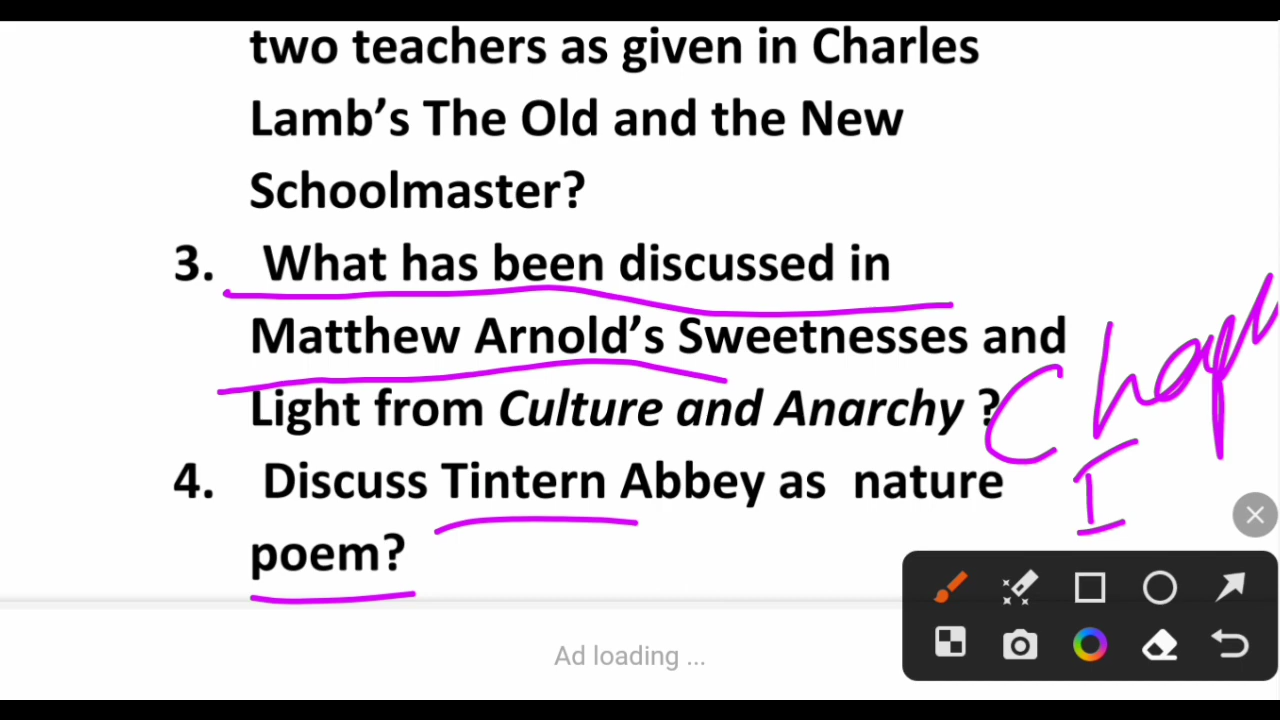 two teachers as given in Charles
Lamb’s The Old and the New
Schoolmaster?
3. What has been discussed in
Matthew Arnold’s Sweetnesses and
Light from Culture and Anarchy ?
4. Discuss Tintern Abbey as nature
poem?
I
Ad loading ...